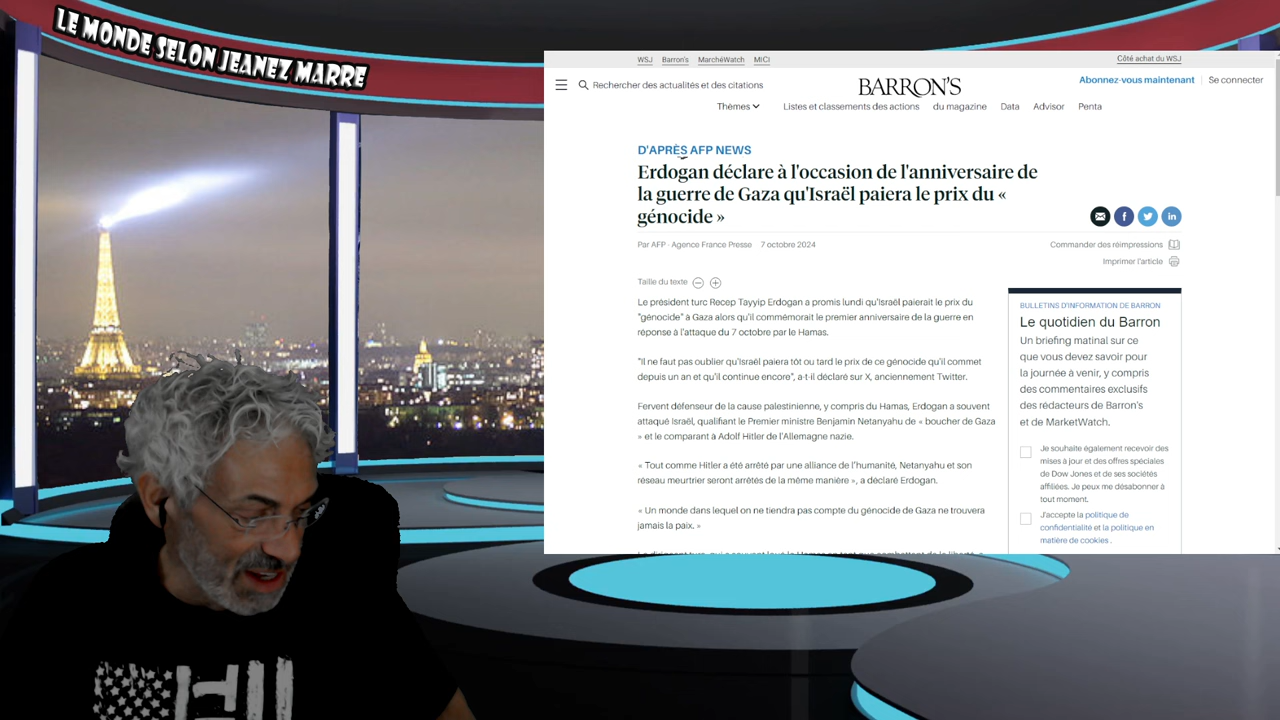 LE MONDE SELON JEANEZ MARRE
WSJ Barron's MarchéWatch MiCi
Côté achat du WSJ
Rechercher des actualités et des citations
BARRON'S
Abonnez-vous maintenant Se connecter
Thèmes Listes et classements des actions du magazine Data Advisor Penta
D'APRÈS AFP NEWS
Erdogan déclare à l'occasion de l'anniversaire de
la guerre de Gaza qu'Israël paiera le prix du «
génocide »
Par AFP - Agence France Presse 7 octobre 2024
Commander des réimpressions
Imprimer l'article
Taille du texte
Le président turc Recep Tayyip Erdogan a promis lundi qu'Israël paierait le prix du
"génocide" à Gaza alors qu'il commémorait le premier anniversaire de la guerre en
réponse à l'attaque du 7 octobre par le Hamas.
"Il ne faut pas oublier qu'Israël paiera tôt ou tard le prix de ce génocide qu'il commet
depuis un an et qu'il continue encore", a-t-il déclaré sur X, anciennement Twitter.
Fervent défenseur de la cause palestinienne, y compris du Hamas, Erdogan a souvent
attaqué Israël, qualifiant le Premier ministre Benjamin Netanyahu de « boucher de Gaza
» et le comparant à Adolf Hitler de l'Allemagne nazie.
« Tout comme Hitler a été arrêté par une alliance de l'humanité, Netanyahu et son
réseau meurtrier seront arrêtés de la même manière », a déclaré Erdogan.
« Un monde dans lequel on ne tiendra pas compte du génocide de Gaza ne trouvera
jamais la paix. »
BULLETINS D'INFORMATION DE BARRON
Le quotidien du Barron
Un briefing matinal sur ce
que vous devez savoir pour
la journée à venir, y compris
des commentaires exclusifs
des rédacteurs de Barron's
et de MarketWatch.
Je souhaite également recevoir des
mises à jour et des offres spéciales
de Dow Jones et de ses sociétés
affiliées. Je peux me désabonner à
tout moment.
J'accepte la politique de
confidentialité et la politique en
matière de cookies .